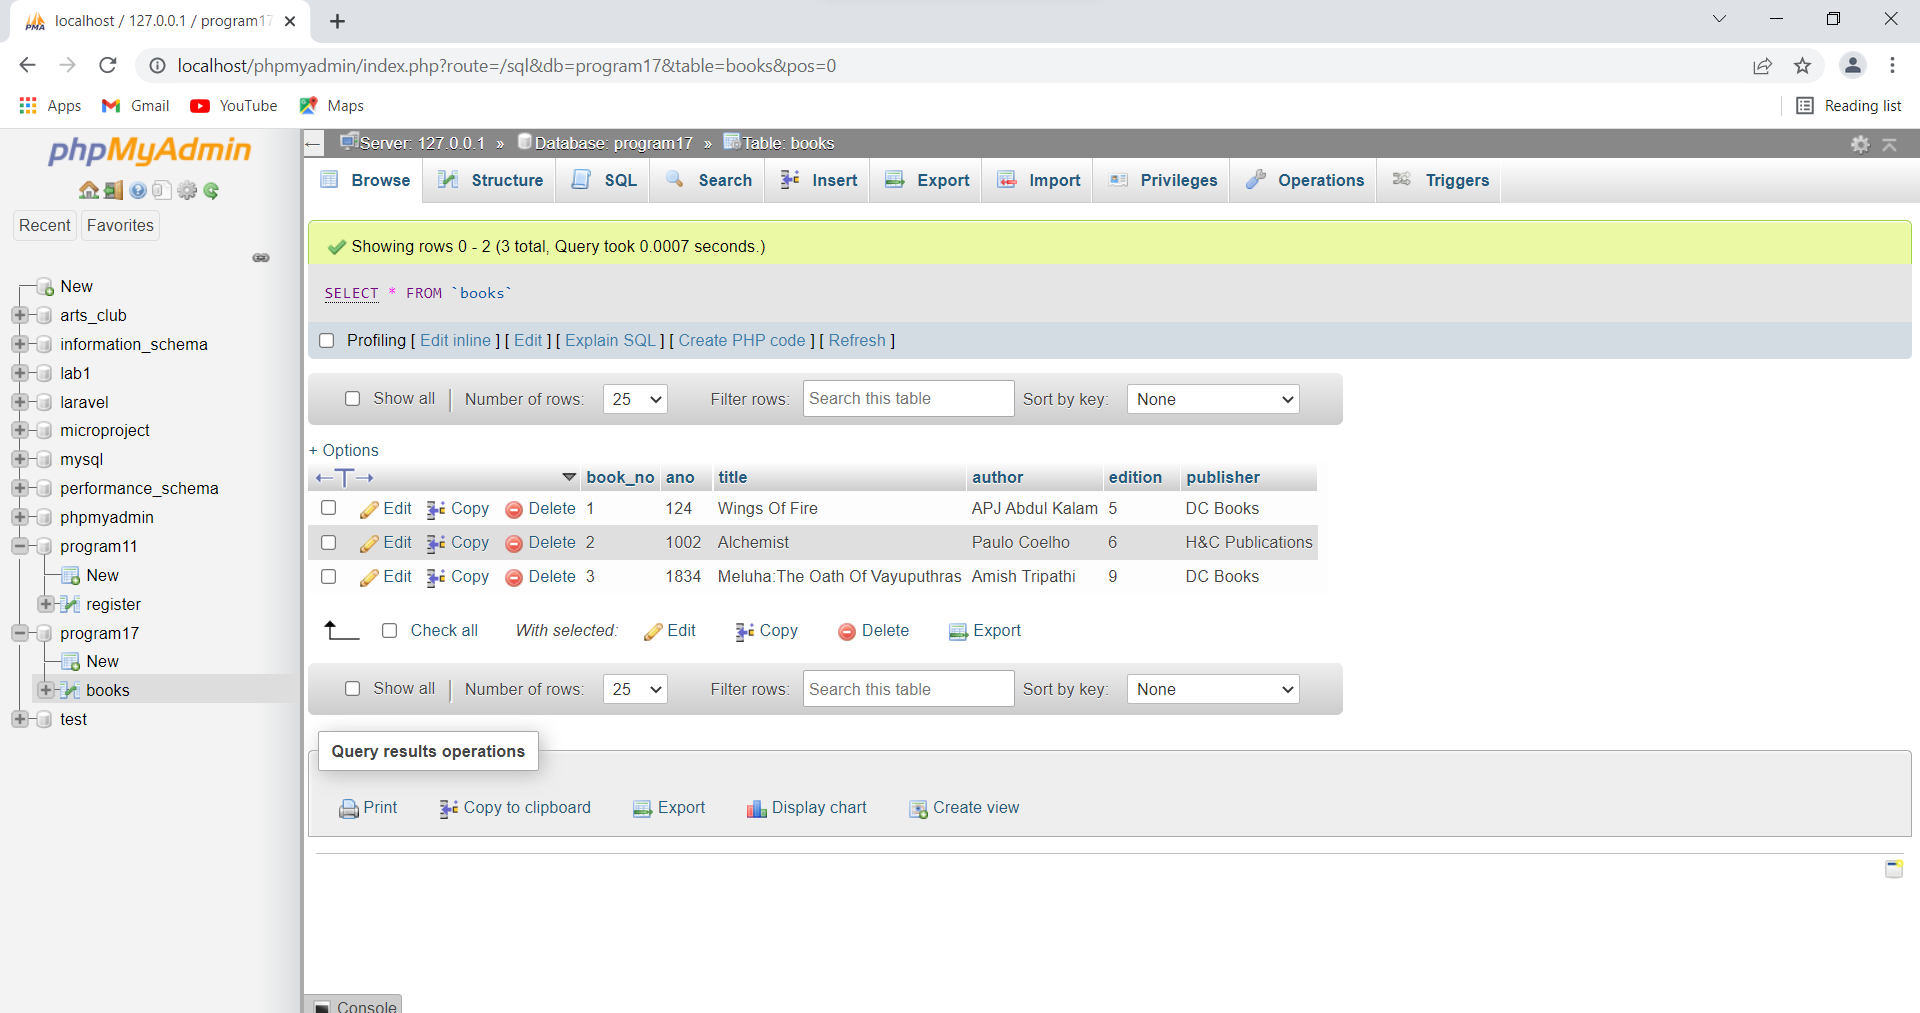 localhost / 127.0.0.1 / program17
localhost/phpmyadmin/index.php?route=/sql&db=program17&table=books&pos=0
Apps Gmail YouTube Maps Reading list
phpMyAdmin
Recent Favorites
New
arts_club
information_schema
lab1
laravel
microproject
mysql
performance_schema
phpmyadmin
program11
New
register
program17
New
books
test
Server: 127.0.0.1 » Database: program17 » Table: books
Browse Structure SQL Search Insert Export Import Privileges Operations Triggers
Showing rows 0 - 2 (3 total, Query took 0.0007 seconds.)
SELECT * FROM `books`
Profiling [ Edit inline ] [ Edit ] [ Explain SQL ] [ Create PHP code ] [ Refresh ]
Show all Number of rows: 25 Filter rows: Search this table Sort by key: None
+ Options
book_no ano title author edition publisher
Edit Copy Delete 1 124 Wings Of Fire APJ Abdul Kalam 5 DC Books
Edit Copy Delete 2 1002 Alchemist Paulo Coelho 6 H&C Publications
Edit Copy Delete 3 1834 Meluha:The Oath Of Vayuputhras Amish Tripathi 9 DC Books
Check all With selected: Edit Copy Delete Export
Show all Number of rows: 25 Filter rows: Search this table Sort by key: None
Query results operations
Print Copy to clipboard Export Display chart Create view
Console